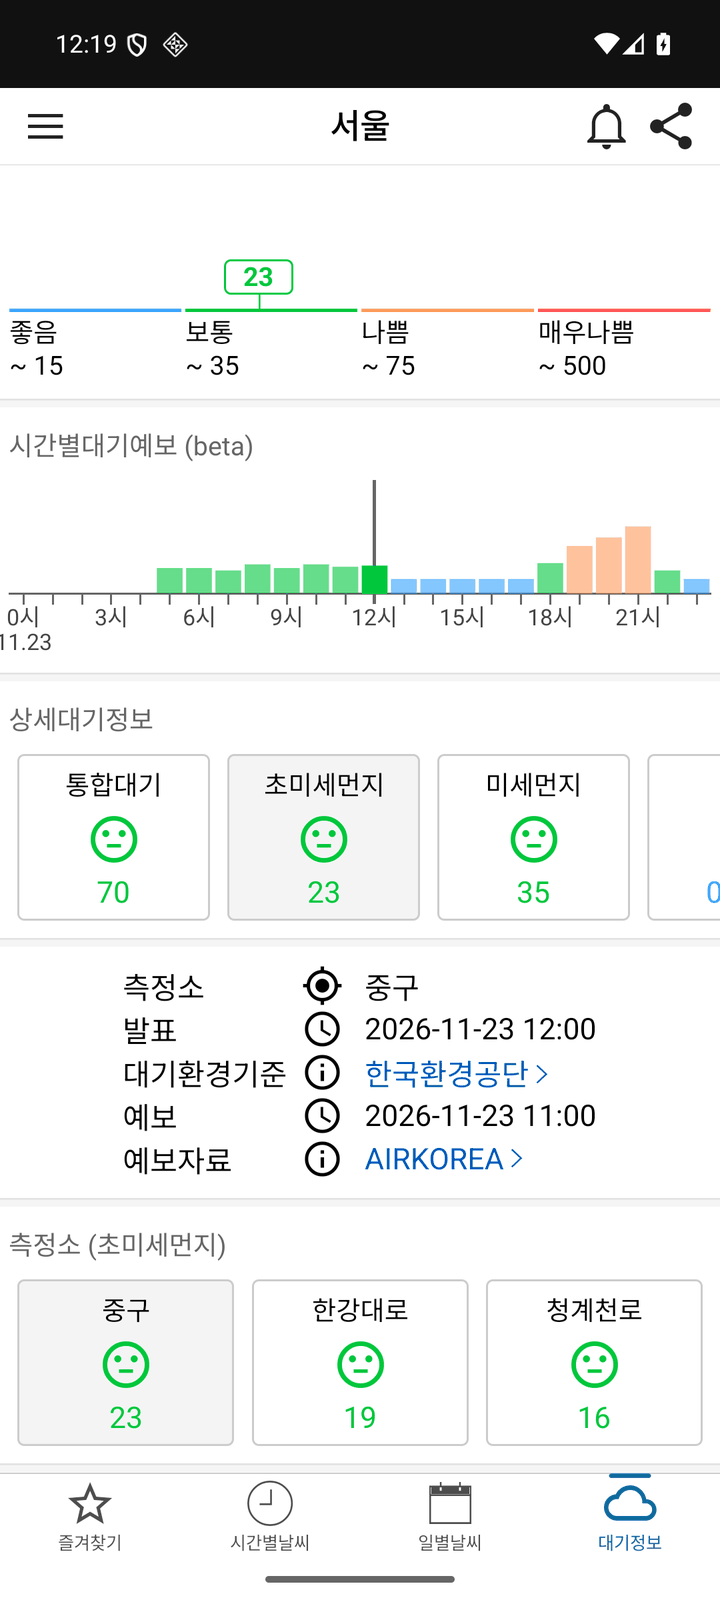 12:19
서울
23
좋음 보통 나쁨 매우나쁨
~ 15 ~ 35 ~ 75 ~ 500
시간별대기예보 (beta)
0시 3시 6시 9시 12시 15시 18시 21시
11.23
상세대기정보
통합대기 초미세먼지 미세먼지
70 23 35 0
측정소 중구
발표 2026-11-23 12:00
대기환경기준 한국환경공단 >
예보 2026-11-23 11:00
예보자료 AIRKOREA >
측정소 (초미세먼지)
중구 한강대로 청계천로
23 19 16
즐겨찾기 시간별날씨 일별날씨 대기정보